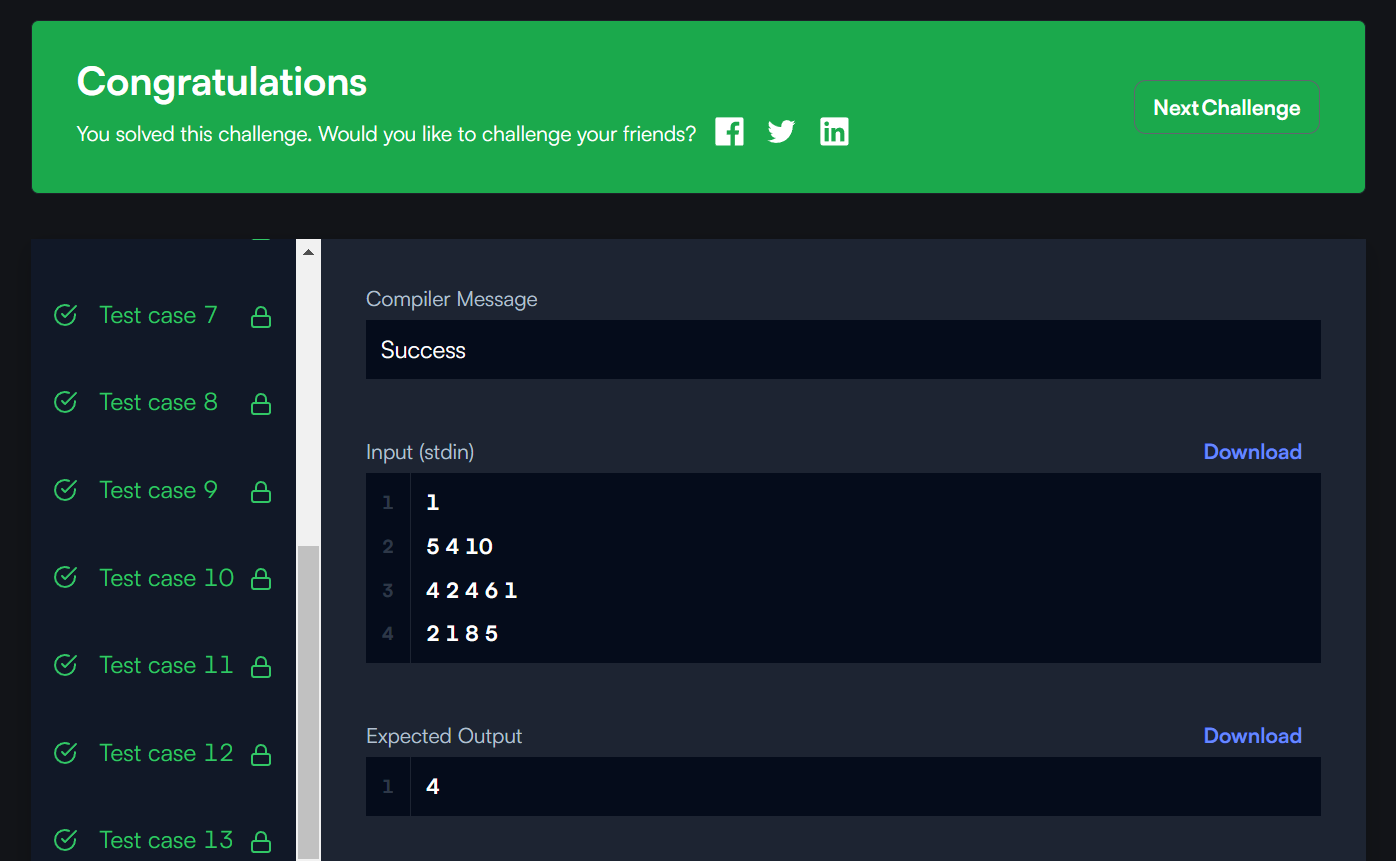 Congratulations
You solved this challenge. Would you like to challenge your friends?
Next Challenge
Test case 7
Test case 8
Test case 9
Test case 10
Test case 11
Test case 12
Test case 13
Compiler Message
Success
Input (stdin)
Download
1 1
2 5 4 10
3 4 2 4 6 1
4 2 1 8 5
Expected Output
Download
1 4